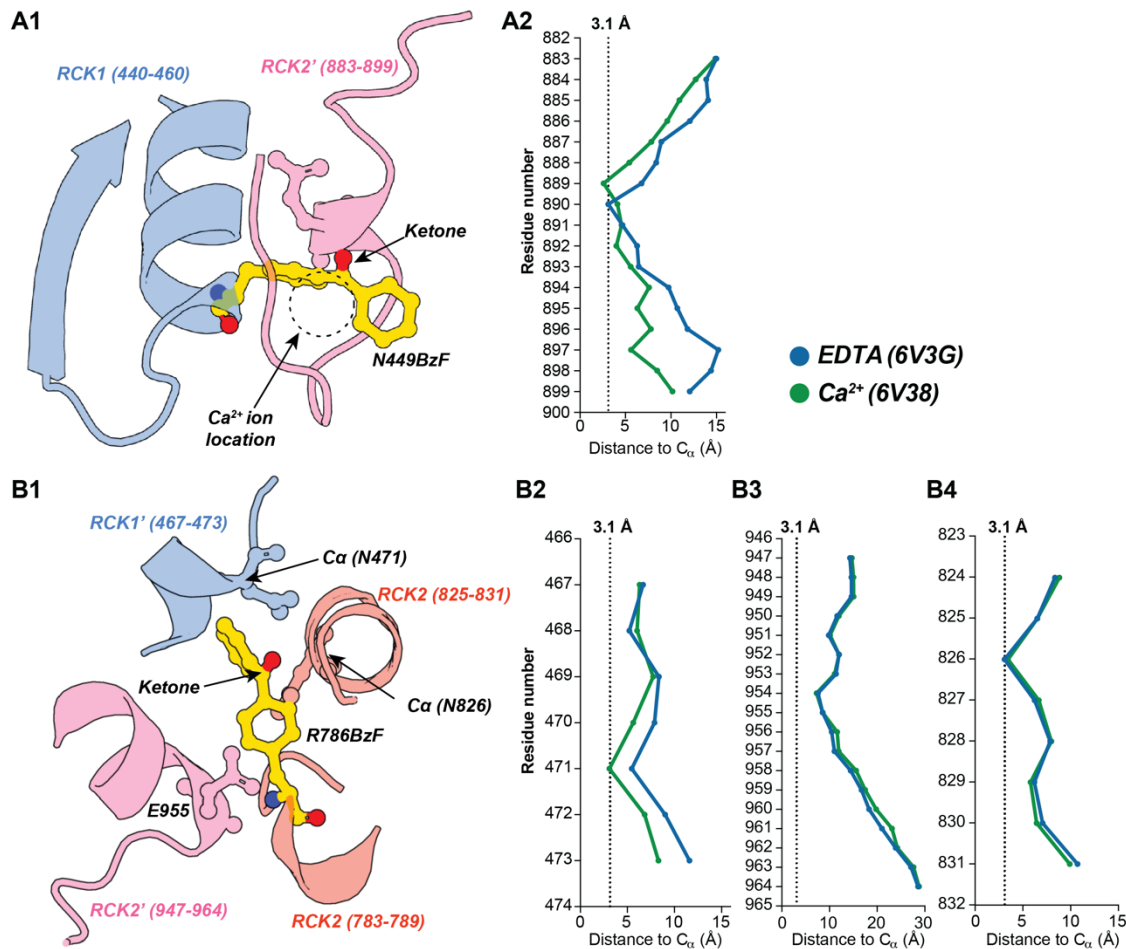 A1
RCK1 (440-460)
RCK2' (883-899)
Ketone
N449BzF
Ca²⁺ ion
location
A2
3.1 Å
Residue number
882
883
884
885
886
887
888
889
890
891
892
893
894
895
896
897
898
899
900
0 5 10 15
Distance to Cα (Å)
EDTA (6V3G)
Ca²⁺ (6V38)
B1
RCK1' (467-473)
Cα (N471)
RCK2 (825-831)
Ketone
Cα (N826)
R786BzF
E955
RCK2' (947-964)
RCK2 (783-789)
B2
3.1 Å
Residue number
466
467
468
469
470
471
472
473
474
0 5 10 15
Distance to Cα (Å)
B3
3.1 Å
946
947
948
949
950
951
952
953
954
955
956
957
958
959
960
961
962
963
964
965
0 10 20 30
Distance to Cα (Å)
B4
3.1 Å
823
824
825
826
827
828
829
830
831
832
0 5 10 15
Distance to Cα (Å)